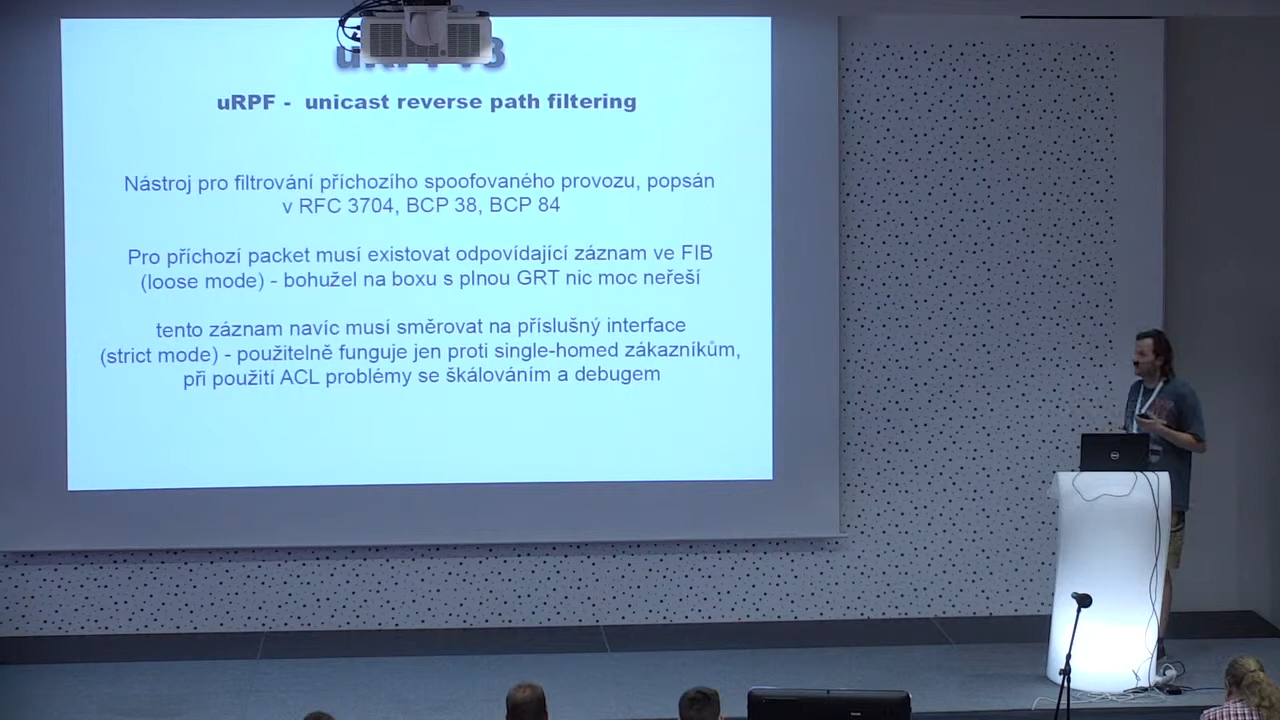 uRPF - unicast reverse path filtering
Nástroj pro filtrování příchozího spoofovaného provozu, popsán
v RFC 3704, BCP 38, BCP 84
Pro příchozí packet musí existovat odpovídající záznam ve FIB
(loose mode) - bohužel na boxu s plnou GRT nic moc neřeší
tento záznam navíc musí směrovat na příslušný interface
(strict mode) - použitelně funguje jen proti single-homed zákazníkům,
při použití ACL problémy se škálováním a debugem